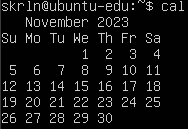 skrln@ubuntu-edu:~$ cal
   November 2023
Su Mo Tu We Th Fr Sa
          1  2  3  4
 5  6  7  8  9 10 11
12 13 14 15 16 17 18
19 20 21 22 23 24 25
26 27 28 29 30